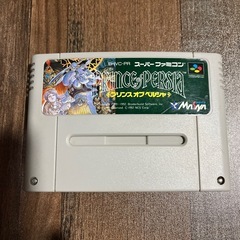 SHVC-PR スーパーファミコン
PRINCE OF PERSIA
プリンス オブ ペルシャ
Masaya